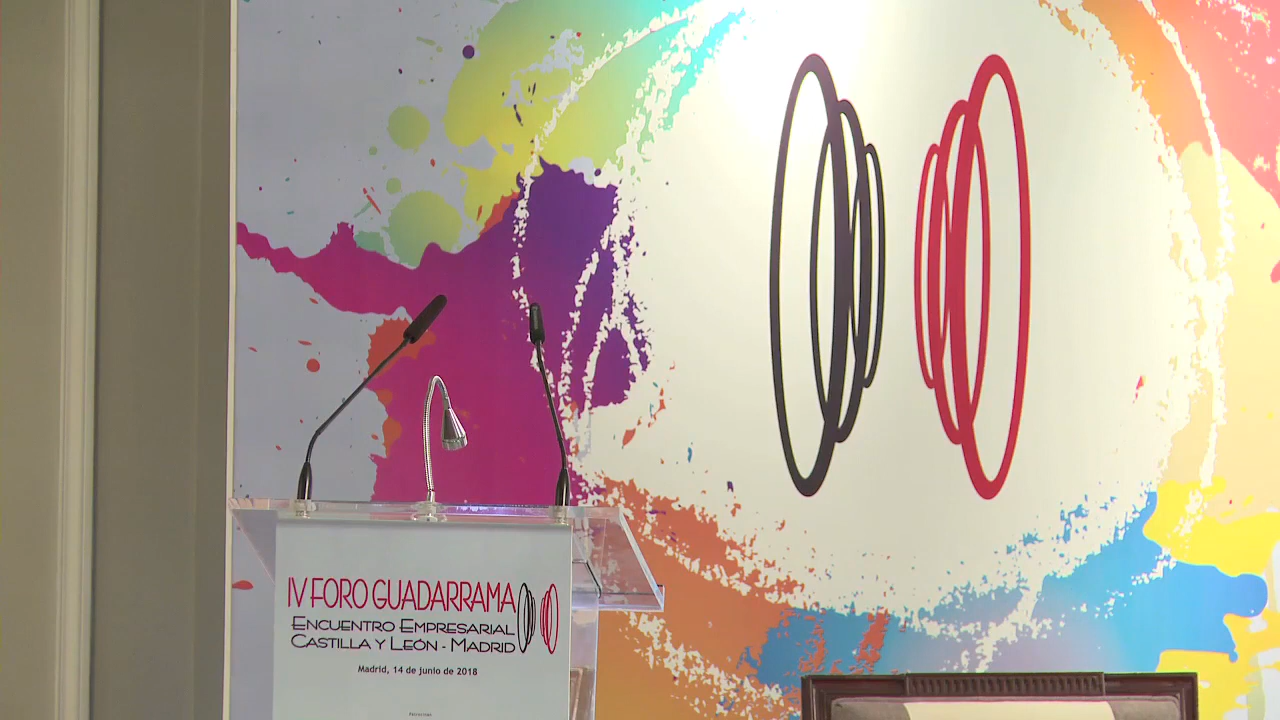 IV FORO GUADARRAMA
ENCUENTRO EMPRESARIAL
CASTILLA Y LEÓN - MADRID
Madrid, 14 de junio de 2018